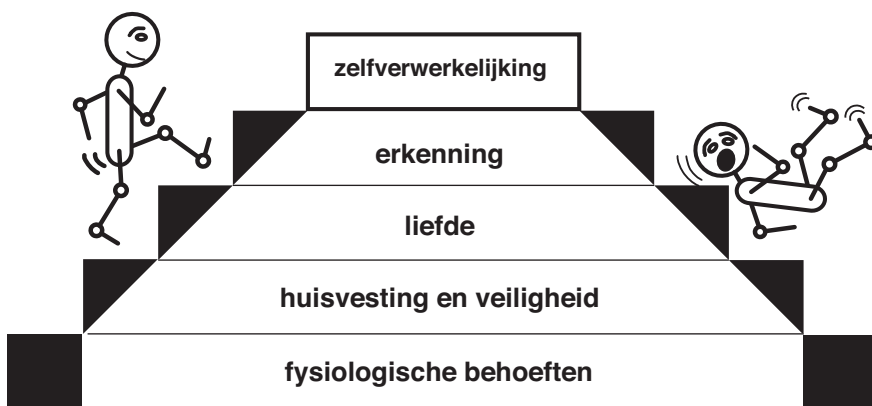 zelfverwerkelijking
erkenning
liefde
huisvesting en veiligheid
fysiologische behoeften